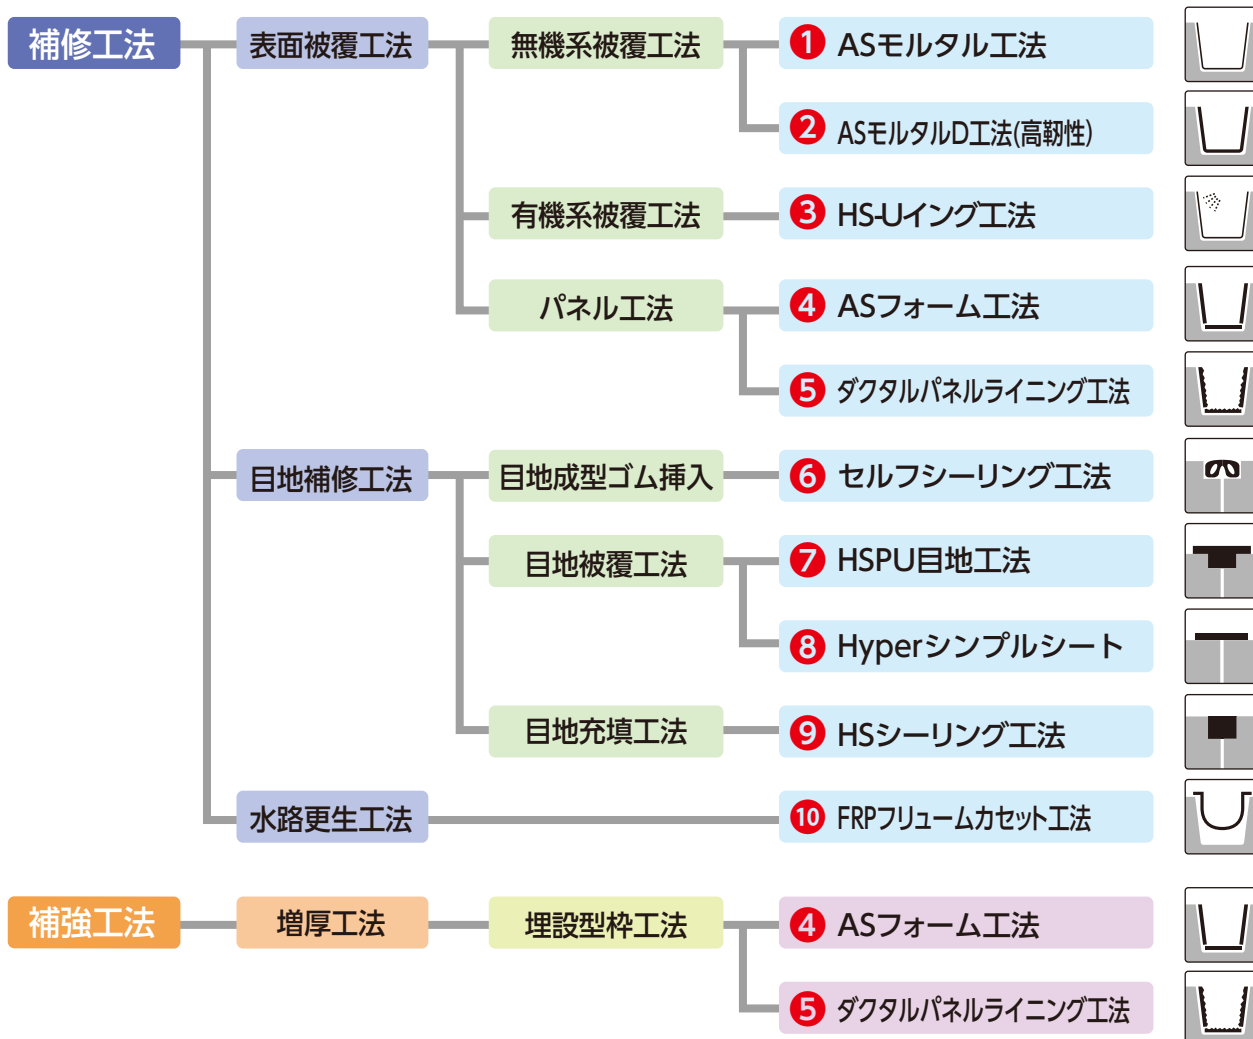 補修工法
表面被覆工法
無機系被覆工法
1 ASモルタル工法
2 ASモルタルD工法(高靭性)
有機系被覆工法
3 HS-Uイング工法
パネル工法
4 ASフォーム工法
5 ダクタルパネルライニング工法
目地補修工法
目地成型ゴム挿入
6 セルフシーリング工法
目地被覆工法
7 HSPU目地工法
8 Hyperシンプルシート
目地充填工法
9 HSシーリング工法
水路更生工法
10 FRPフリュームカセット工法
補強工法
増厚工法
埋設型枠工法
4 ASフォーム工法
5 ダクタルパネルライニング工法